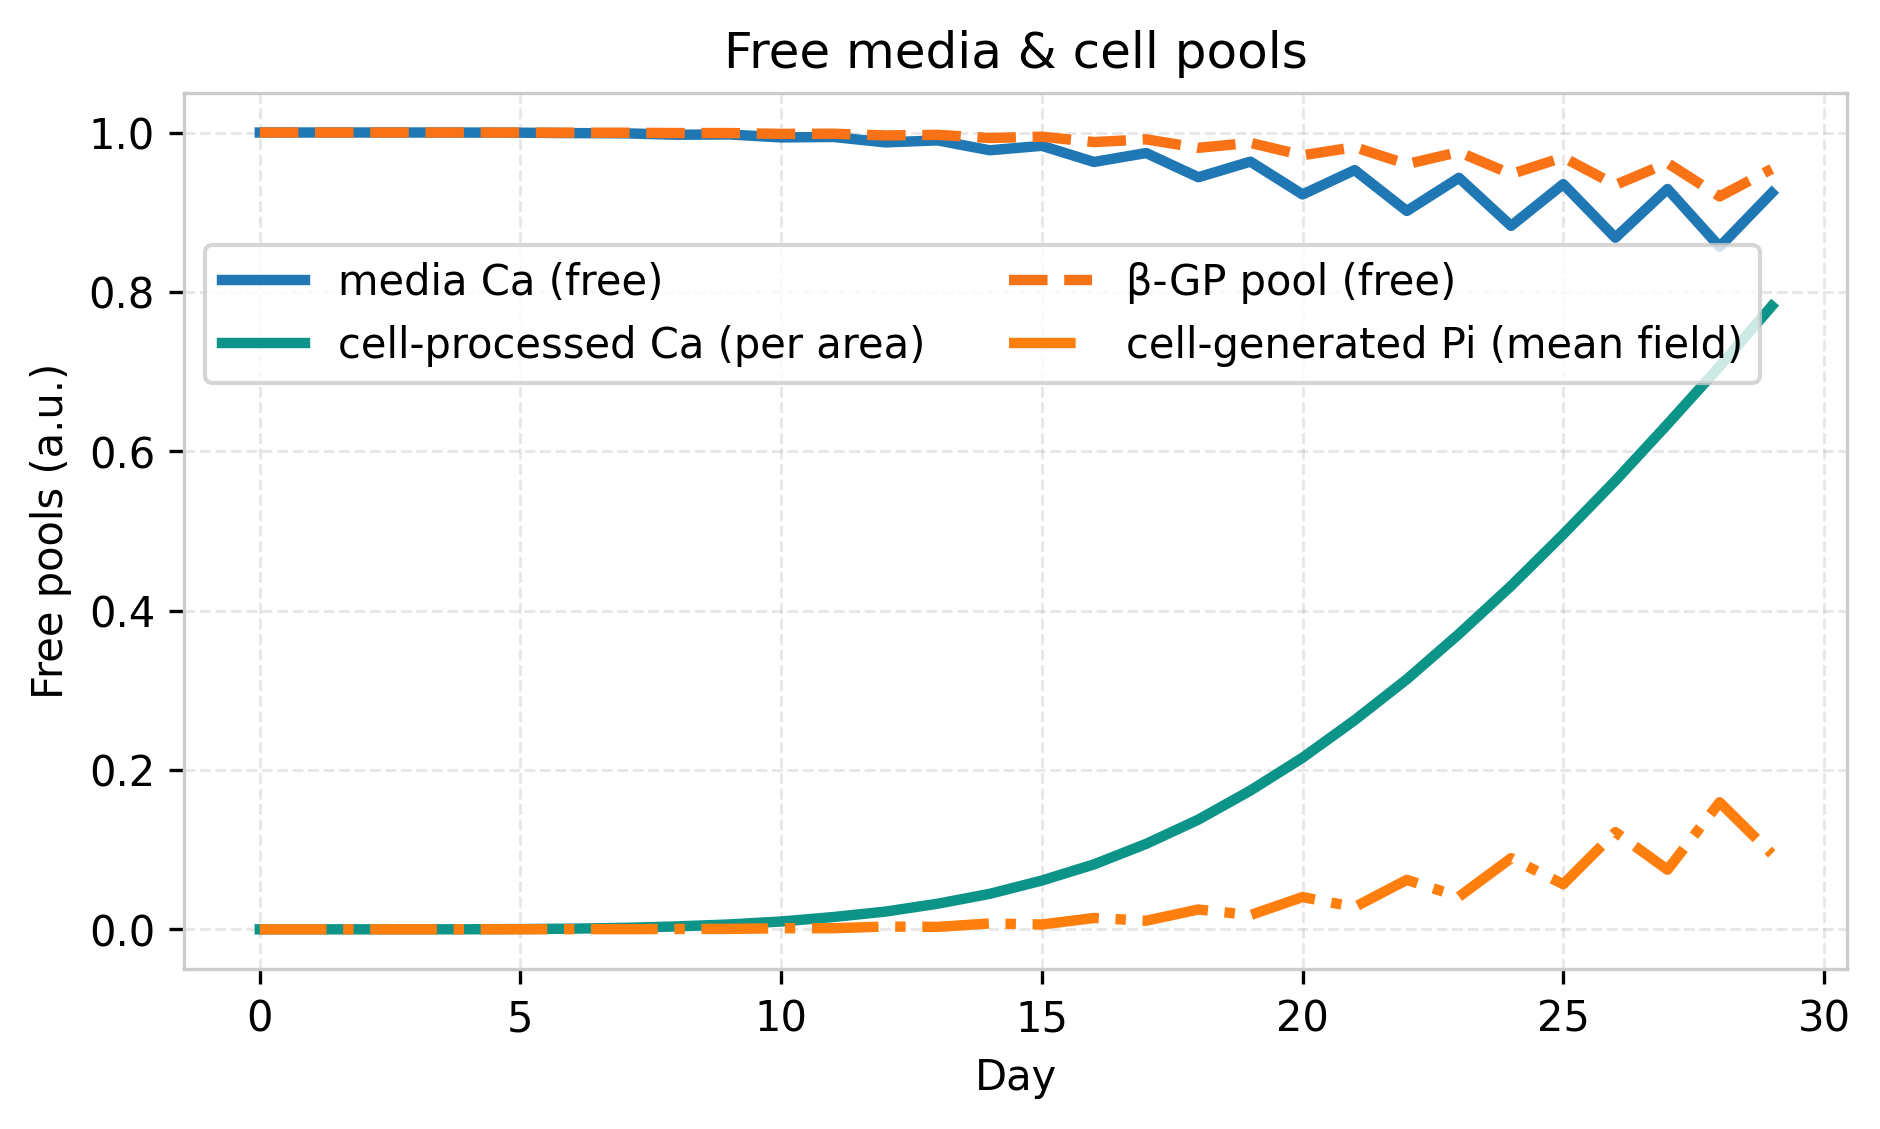 Free media & cell pools
Free pools (a.u.)
1.0
0.8
0.6
0.4
0.2
0.0
media Ca (free)
cell-processed Ca (per area)
β-GP pool (free)
cell-generated Pi (mean field)
0 5 10 15 20 25 30
Day